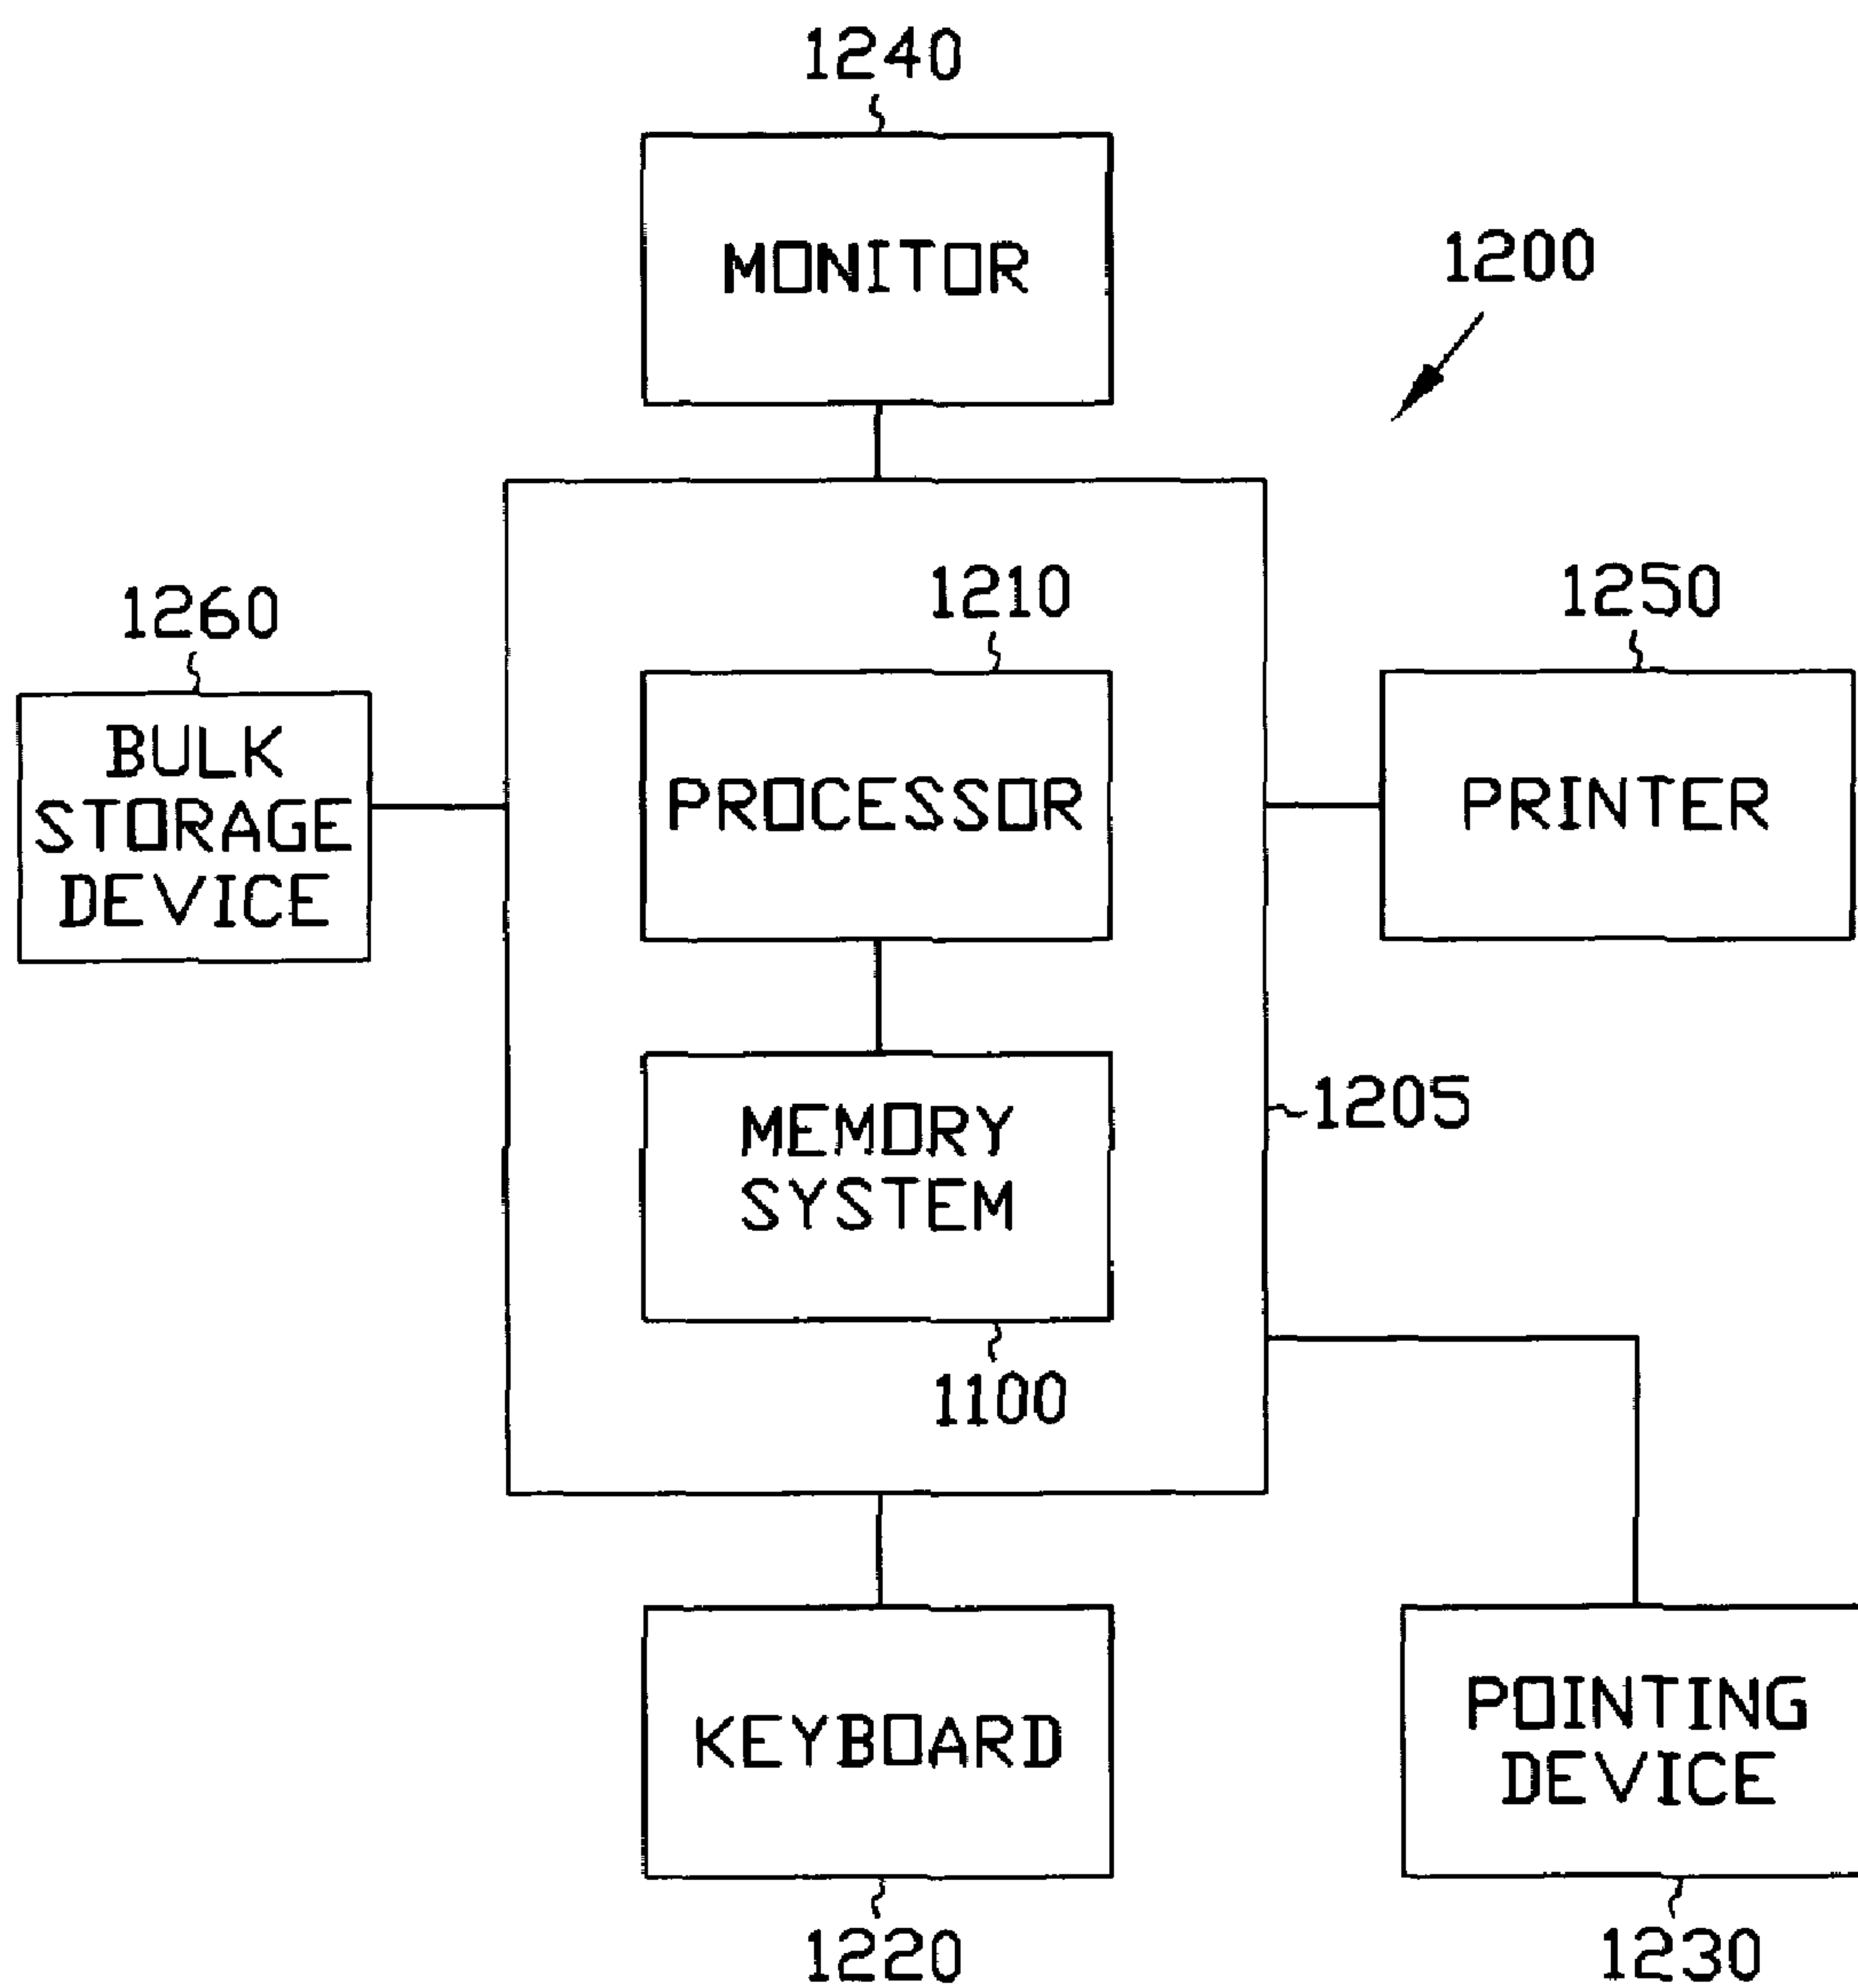 1240
MONITOR
1200
1260
BULK
STORAGE
DEVICE
1210
PROCESSOR
1250
PRINTER
MEMORY
SYSTEM
1205
1100
KEYBOARD
1220
POINTING
DEVICE
1230